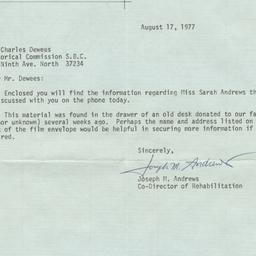 August 17, 1977
Charles Deweus
orical Commission S.B.C.
Ninth Ave. North 37234
Mr. Dewees:
Enclosed you will find the information regarding Miss Sarah Andrews th
scussed with you on the phone today.
This material was found in the drawer of an old desk donated to our fa
or unknown) several weeks ago. Perhaps the name and address listed on
of the film envelope would be helpful in securing more information if
red.
Sincerely,
Joseph M. Andrews
Joseph M. Andrews
Co-Director of Rehabilitation